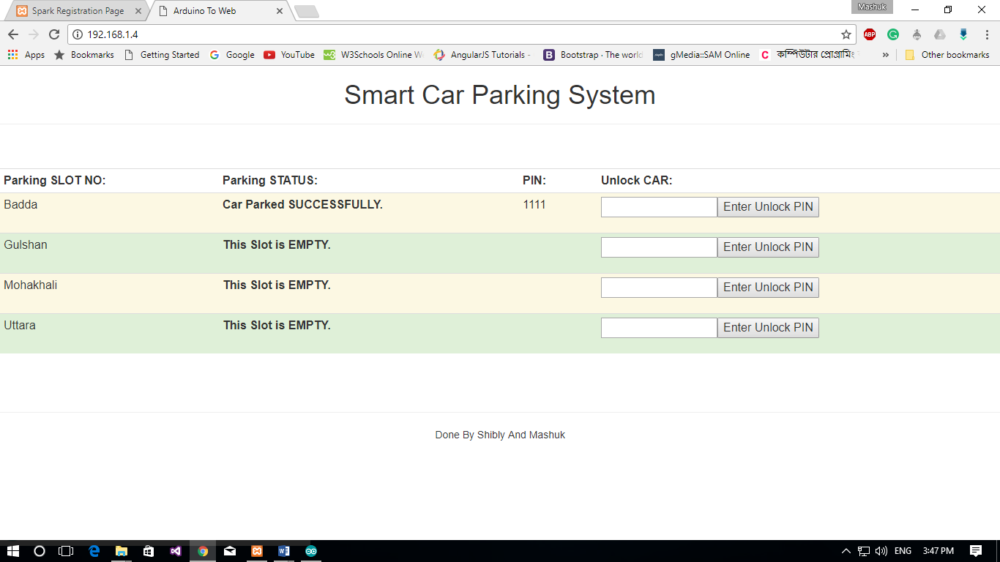 Spark Registration Page
Arduino To Web
Mashuk
192.168.1.4
ABP
Apps
Bookmarks
Getting Started
Google
YouTube
W3Schools Online W
AngularJS Tutorials -
Bootstrap · The world
gMedia::SAM Online
কম্পিউটার প্রোগ্রামিং
»
Other bookmarks
Smart Car Parking System
Parking SLOT NO: Parking STATUS: PIN: Unlock CAR:
Badda Car Parked SUCCESSFULLY. 1111 Enter Unlock PIN
Gulshan This Slot is EMPTY. Enter Unlock PIN
Mohakhali This Slot is EMPTY. Enter Unlock PIN
Uttara This Slot is EMPTY. Enter Unlock PIN
Done By Shibly And Mashuk
ENG
3:47 PM